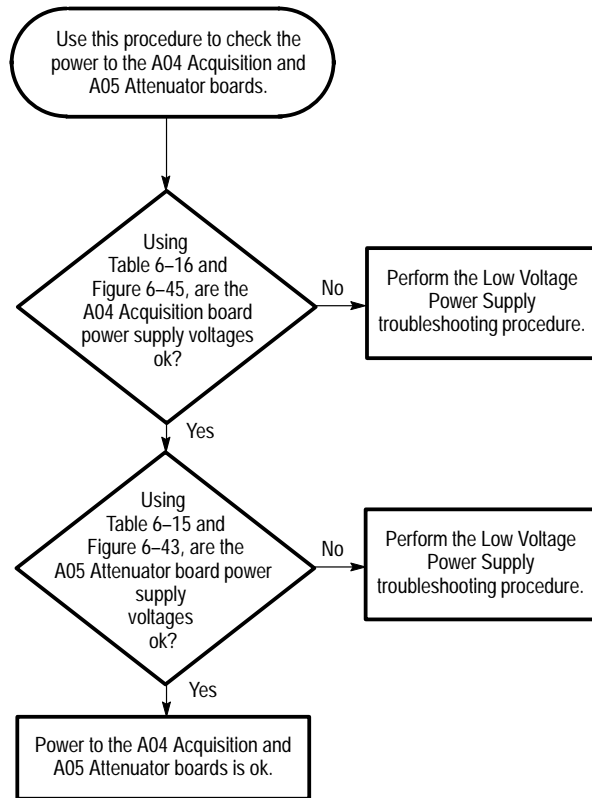 Use this procedure to check the
power to the A04 Acquisition and
A05 Attenuator boards.
Using
Table 6–16 and
Figure 6–45, are the
A04 Acquisition board
power supply voltages
ok?
No
Perform the Low Voltage
Power Supply
troubleshooting procedure.
Yes
Using
Table 6–15 and
Figure 6–43, are the
A05 Attenuator board power
supply
voltages
ok?
No
Perform the Low Voltage
Power Supply
troubleshooting procedure.
Yes
Power to the A04 Acquisition and
A05 Attenuator boards is ok.